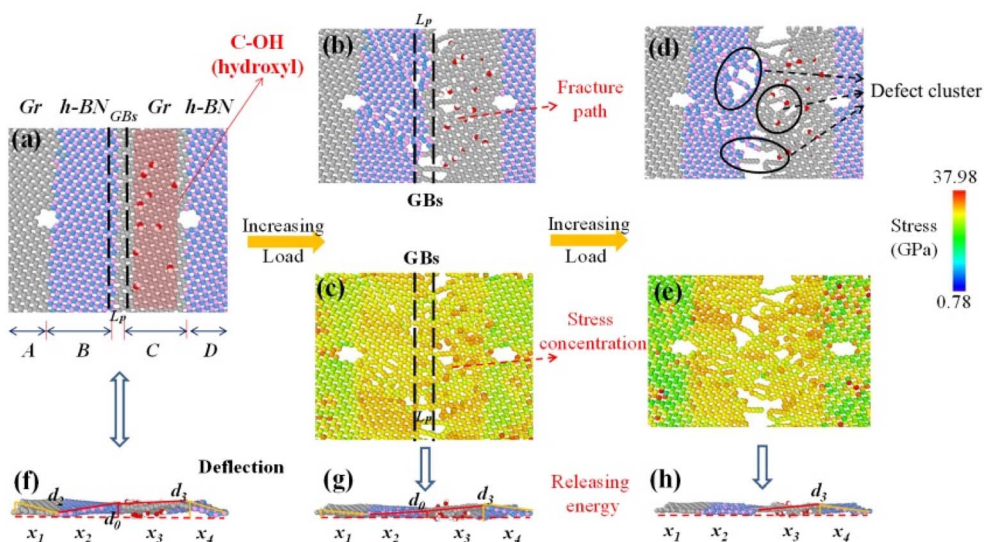 C-OH
(hydroxyl)
Gr h-BN GBs Gr h-BN
(a)
Lp
A B C D
Lp
(b)
Fracture
path
GBs
(d)
Defect cluster
Increasing
Load
Increasing
Load
37.98
Stress
(GPa)
0.78
GBs
(c)
Stress
concentration
Lp
(e)
(f)
Deflection
d2 d0 d3
x1 x2 x3 x4
(g)
d0 d3
x1 x2 x3 x4
Releasing
energy
(h)
d3
x1 x2 x3 x4